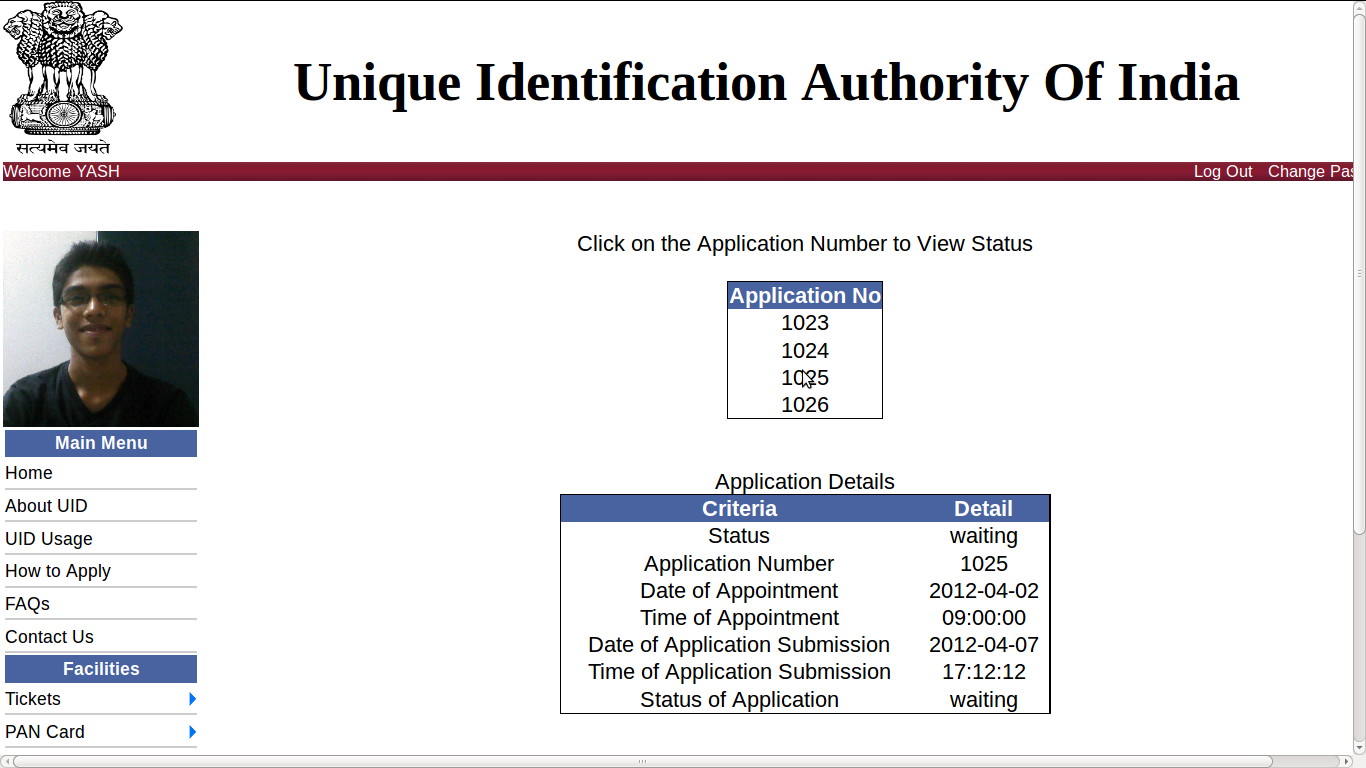 Unique Identification Authority Of India
सत्यमेव जयते
Welcome YASH Log Out Change Pas
Click on the Application Number to View Status
Application No
1023
1024
1025
1026
Main Menu
Home
About UID
UID Usage
How to Apply
FAQs
Contact Us
Facilities
Tickets
PAN Card
Application Details
Criteria Detail
Status waiting
Application Number 1025
Date of Appointment 2012-04-02
Time of Appointment 09:00:00
Date of Application Submission 2012-04-07
Time of Application Submission 17:12:12
Status of Application waiting